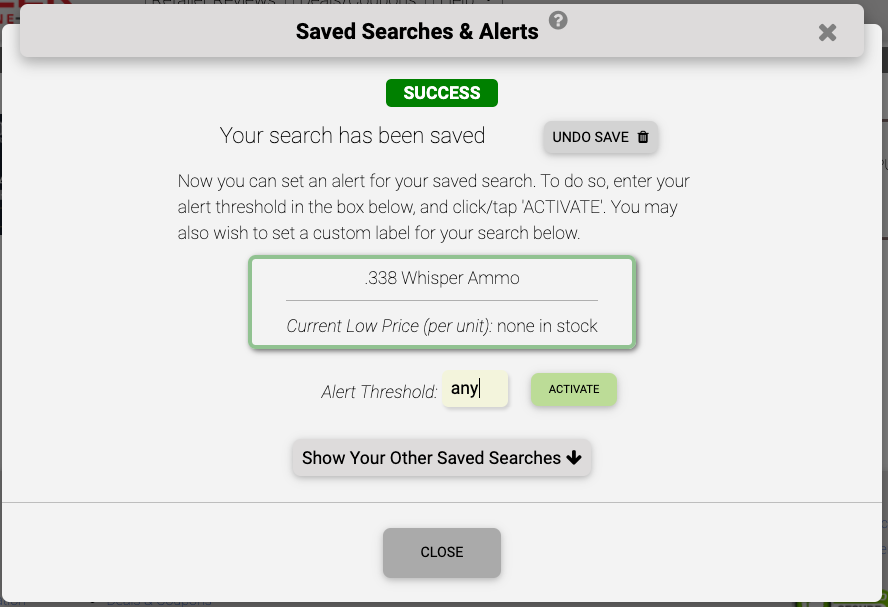 Saved Searches & Alerts ?
SUCCESS
Your search has been saved
UNDO SAVE
Now you can set an alert for your saved search. To do so, enter your
alert threshold in the box below, and click/tap 'ACTIVATE'. You may
also wish to set a custom label for your search below.
.338 Whisper Ammo
Current Low Price (per unit): none in stock
Alert Threshold: any
ACTIVATE
Show Your Other Saved Searches
CLOSE